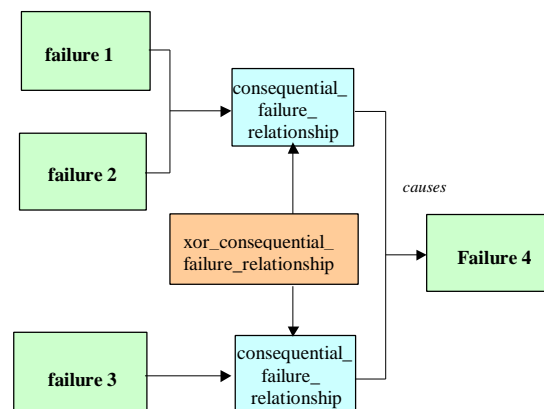 failure 1
consequential_
failure_
relationship
failure 2
causes
xor_consequential_
failure_relationship
Failure 4
consequential_
failure_
relationship
failure 3